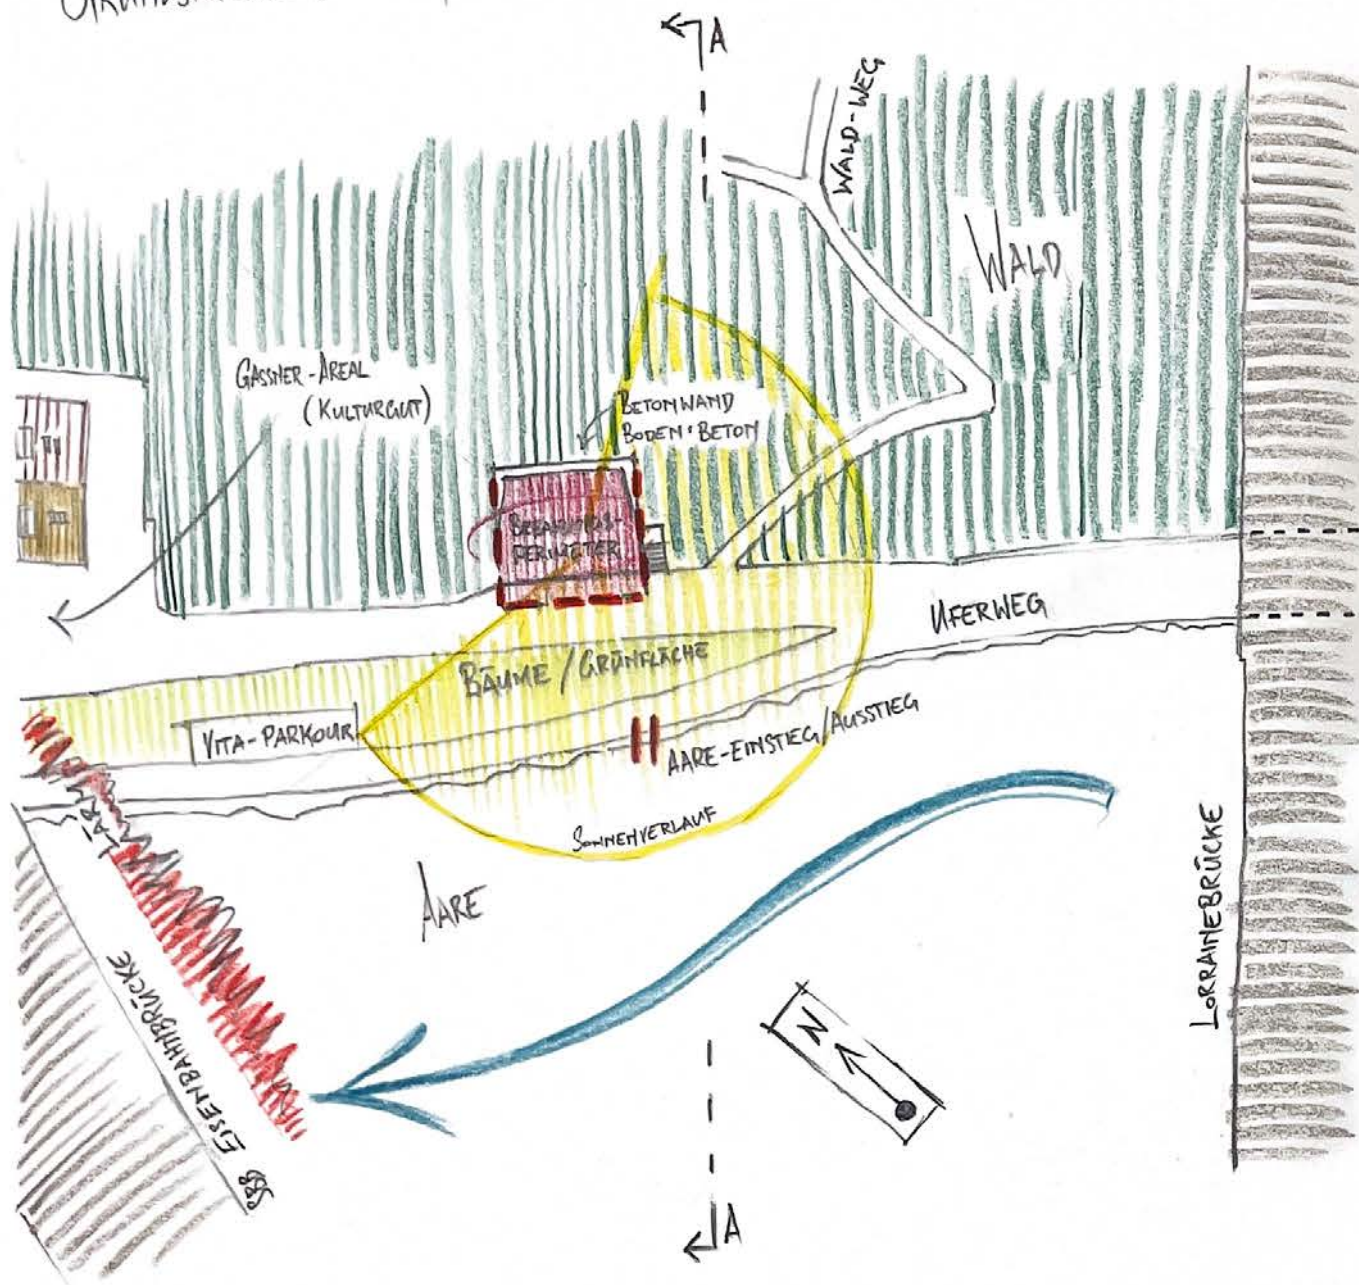 A
WALD-WEG
WALD
GASSNER-AREAL
(KULTURGUT)
BETONWAND
BODEN: BETON
PERIMETER
UFERWEG
BÄUME / GRÜNFLÄCHE
VITA-PARKOUR
AARE-EINSTIEG/AUSSTIEG
LÄRM
SONNENVERLAUF
LORRAINEBRÜCKE
AARE
SBB EISENBAHNBRÜCKE
N
A